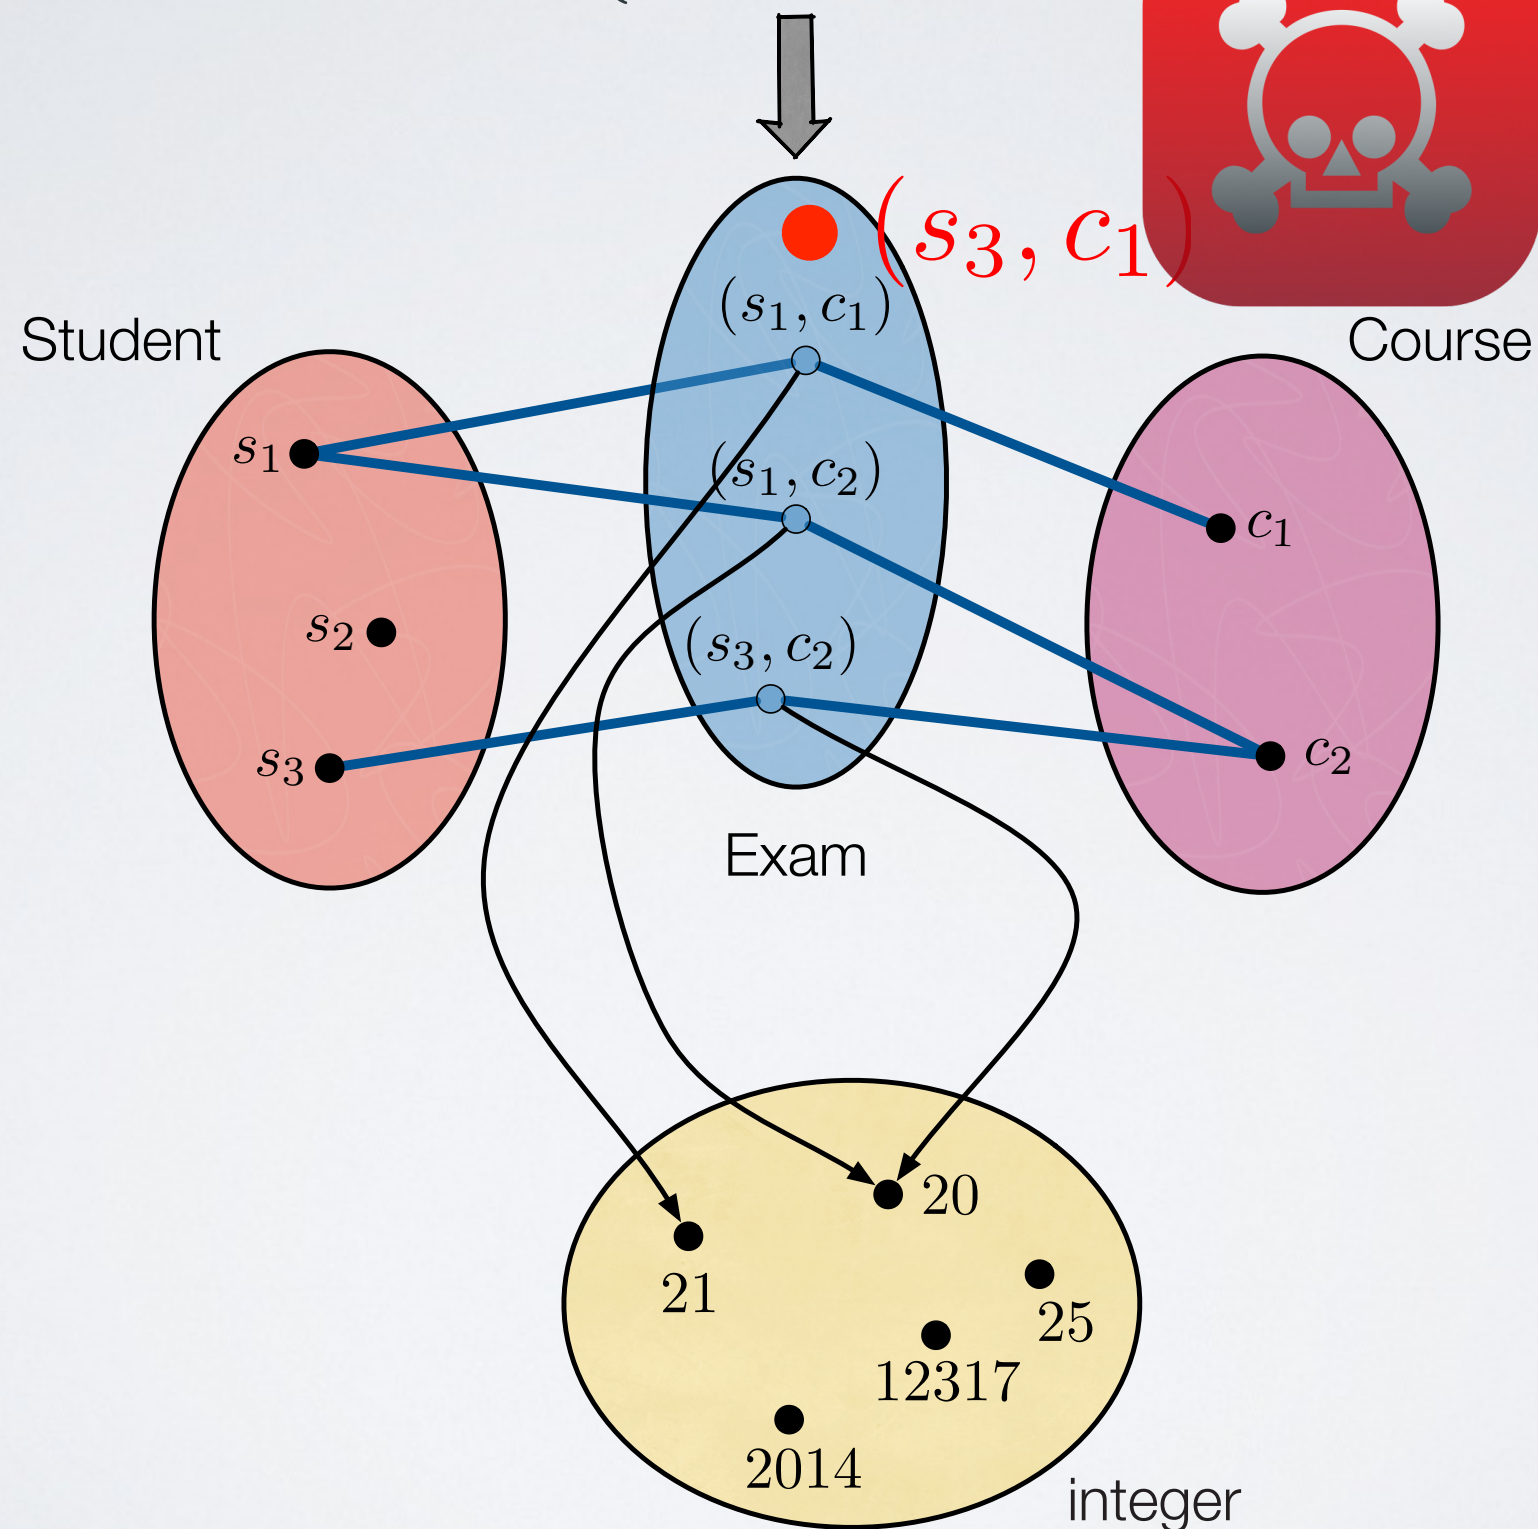 (s₃, c₁)
(s₁, c₁)
Student
Course
s₁
(s₁, c₂)
c₁
s₂
(s₃, c₂)
s₃
c₂
Exam
20
21
25
12317
2014
integer